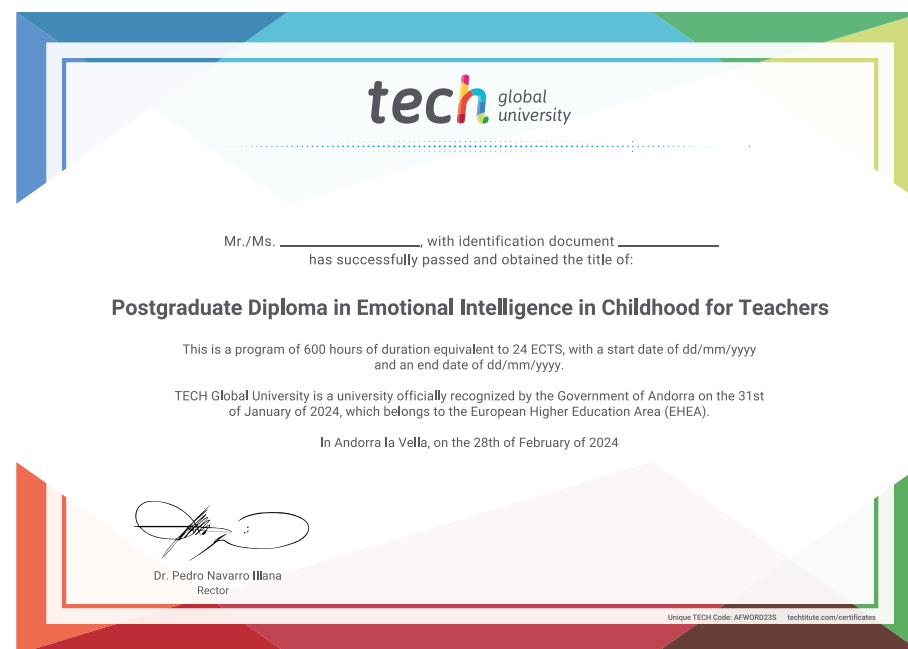 tech global university
Mr./Ms. ____________, with identification document ____________
has successfully passed and obtained the title of:
Postgraduate Diploma in Emotional Intelligence in Childhood for Teachers
This is a program of 600 hours of duration equivalent to 24 ECTS, with a start date of dd/mm/yyyy
and an end date of dd/mm/yyyy.
TECH Global University is a university officially recognized by the Government of Andorra on the 31st
of January of 2024, which belongs to the European Higher Education Area (EHEA).
In Andorra la Vella, on the 28th of February of 2024
Dr. Pedro Navarro Illana
Rector
Unique TECH Code: AFWORD23S techtitute.com/certificates